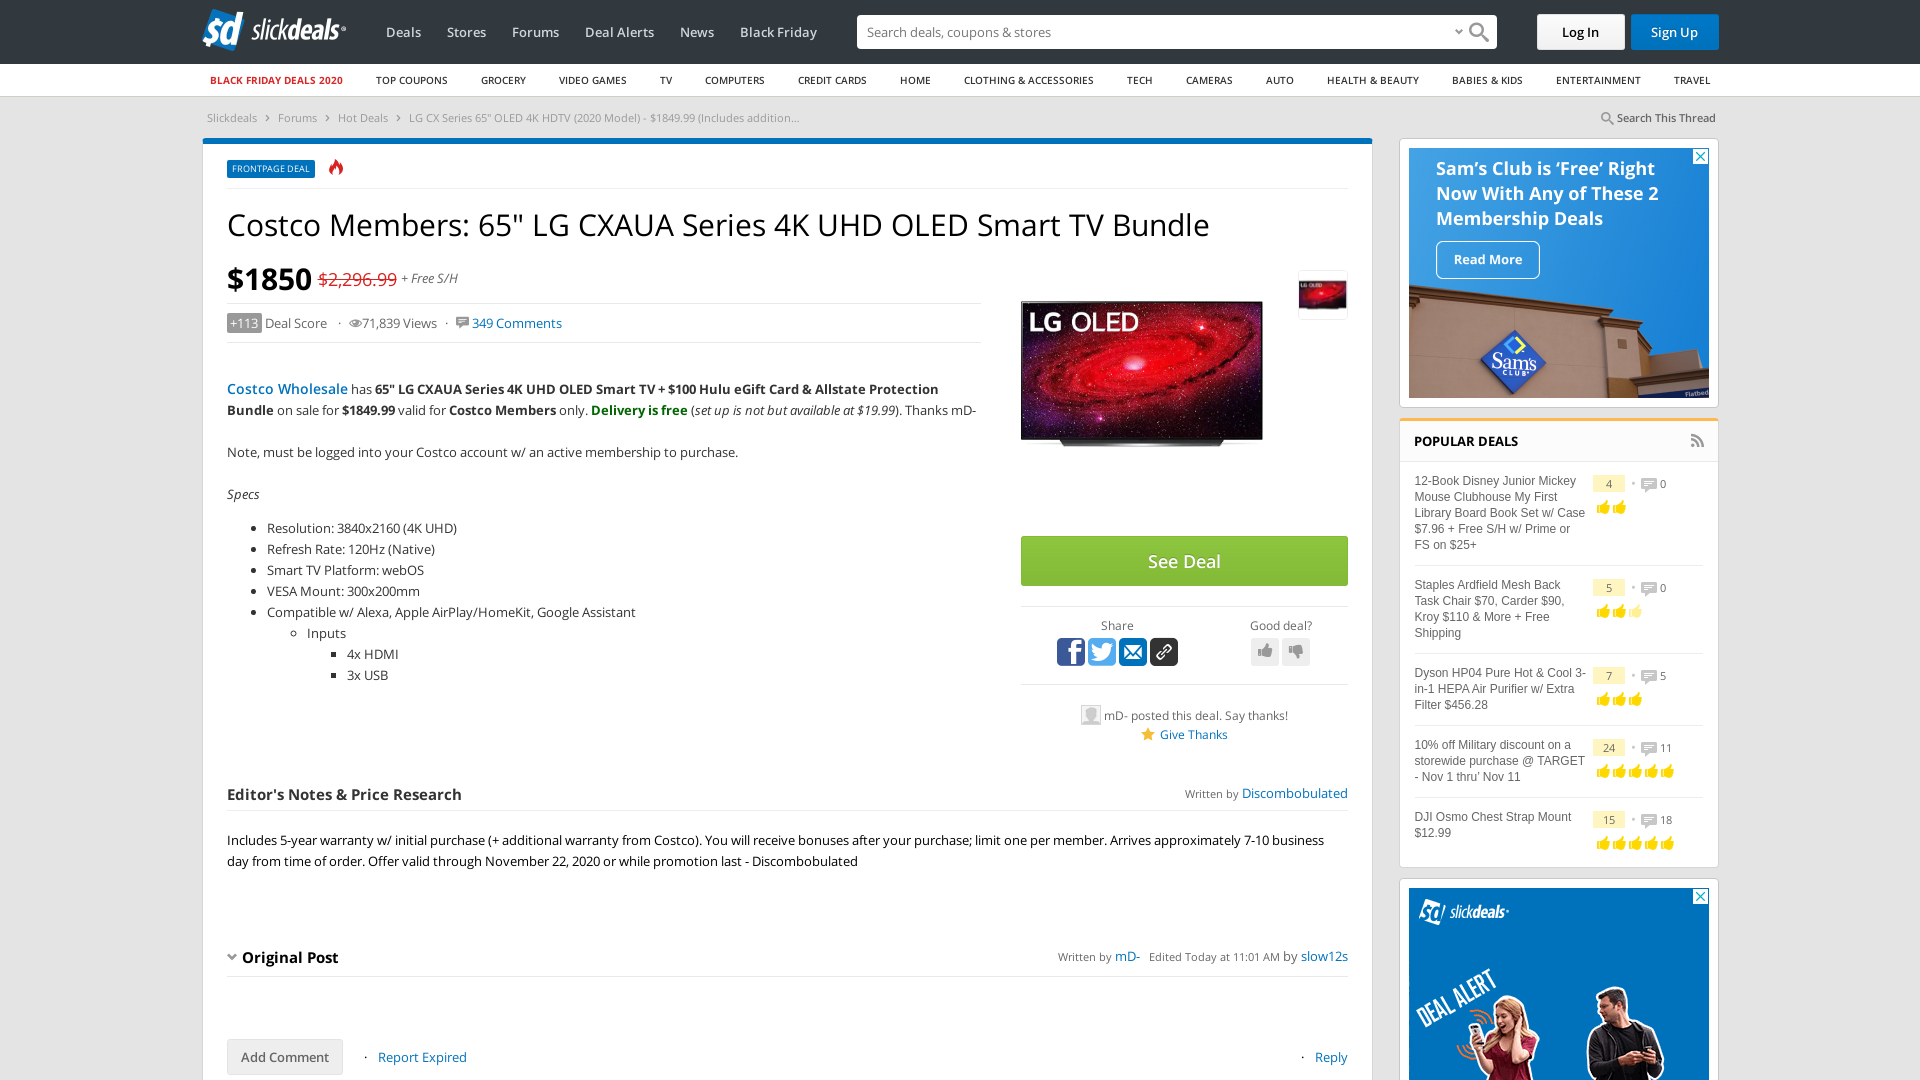 slickdeals
Deals Stores Forums Deal Alerts News Black Friday
Search deals, coupons & shopping
Log In Sign Up
BLACK FRIDAY DEALS 2020 TOP COUPONS GROCERY VIDEO GAMES TV COMPUTERS CREDIT CARDS HOME CLOTHING & ACCESSORIES TECH CAMERAS AUTO HEALTH & BEAUTY BABIES & KIDS ENTERTAINMENT TRAVEL
Slickdeals › Forums › Hot Deals › LG CX Series 65" OLED 4K HDTV (2020 Model) - $1849.99 (Includes addition...
Search This Thread
FRONTPAGE DEAL
Costco Members: 65" LG CXAUA Series 4K UHD OLED Smart TV Bundle
$1850 $2,296.99 + Free S/H
+113 Deal Score · 71,839 Views · 349 Comments
Costco Wholesale has 65" LG CXAUA Series 4K UHD OLED Smart TV + $100 Hulu eGift Card & Allstate Protection
Bundle on sale for $1849.99 valid for Costco Members only. Delivery is free (set up is not but available at $19.99). Thanks mD-
Note, must be logged into your Costco account w/ an active membership to purchase.
Specs
• Resolution: 3840x2160 (4K UHD)
• Refresh Rate: 120Hz (Native)
• Smart TV Platform: webOS
• VESA Mount: 300x200mm
• Compatible w/ Alexa, Apple AirPlay/HomeKit, Google Assistant
Inputs
4x HDMI
3x USB
LG OLED
LG OLED
See Deal
Share
Good deal?
mD- posted this deal. Say thanks!
Give Thanks
Editor's Notes & Price Research
Written by Discombobulated
Includes 5-year warranty w/ initial purchase (+ additional warranty from Costco). You will receive bonuses after your purchase; limit one per member. Arrives approximately 7-10 business
day from time of order. Offer valid through November 22, 2020 or while promotion last - Discombobulated
Original Post
Written by mD- Edited Today at 11:01 AM by slow12s
Add Comment · Report Expired
· Reply
Sam's Club is 'Free' Right
Now With Any of These 2
Membership Deals
Read More
Sam's
CLUB
Flatbed
POPULAR DEALS
12-Book Disney Junior Mickey
Mouse Clubhouse My First
Library Board Book Set w/ Case
$7.96 + Free S/H w/ Prime or
FS on $25+
4 • 0
Staples Ardfield Mesh Back
Task Chair $70, Carder $90,
Kroy $110 & More + Free
Shipping
5 • 0
Dyson HP04 Pure Hot & Cool 3-
in-1 HEPA Air Purifier w/ Extra
Filter $456.28
7 • 5
10% off Military discount on a
storewide purchase @ TARGET
- Nov 1 thru' Nov 11
24 • 11
DJI Osmo Chest Strap Mount
$12.99
15 • 18
slickdeals
DEAL ALERT